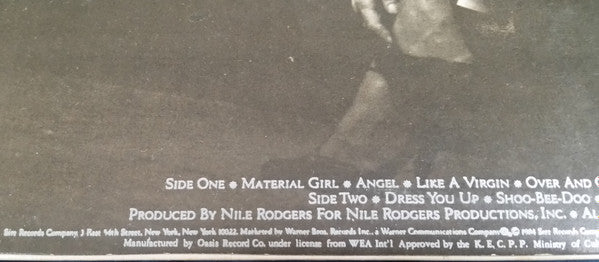 SIDE ONE * MATERIAL GIRL * ANGEL * LIKE A VIRGIN * OVER AND
SIDE TWO * DRESS YOU UP * SHOO-BEE-DOO *
PRODUCED BY NILE RODGERS FOR NILE RODGERS PRODUCTIONS, INC. * AL
Sire Records Company, 3 East 54th Street, New York, New York 10022. Marketed by Warner Bros. Records Inc., a Warner Communications Company. ©, ℗ 1984 Sire Records Com
Manufactured by Oasis Record Co. under license from WEA Int'l Approved by the K. E. C. P. P. Ministry of Cul